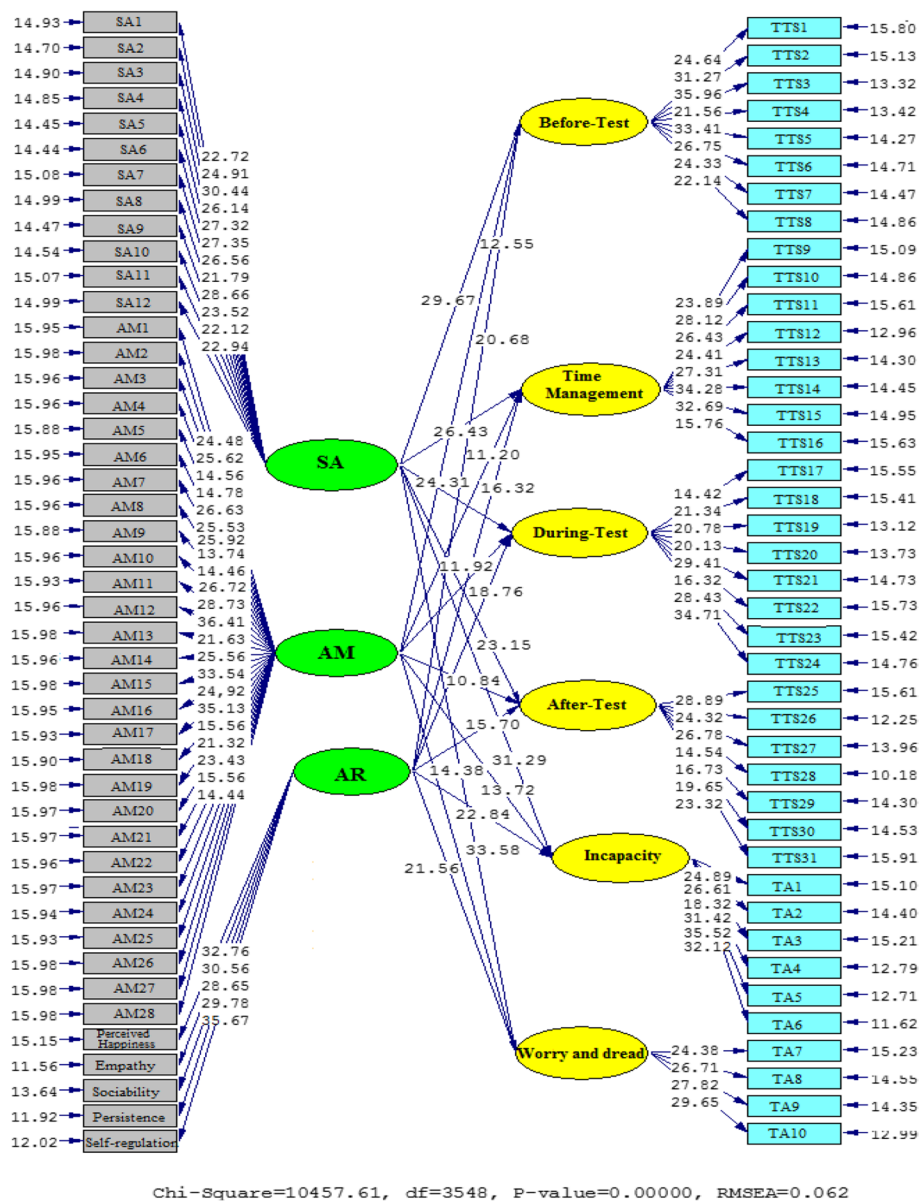 14.93 SA1
14.70 SA2
14.90 SA3
14.85 SA4
14.45 SA5
14.44 SA6
15.08 SA7
14.99 SA8
14.47 SA9
14.54 SA10
15.07 SA11
14.99 SA12
15.95 AM1
15.98 AM2
15.96 AM3
15.96 AM4
15.88 AM5
15.95 AM6
15.96 AM7
15.96 AM8
15.88 AM9
15.96 AM10
15.93 AM11
15.96 AM12
15.98 AM13
15.96 AM14
15.98 AM15
15.95 AM16
15.93 AM17
15.90 AM18
15.98 AM19
15.97 AM20
15.97 AM21
15.96 AM22
15.97 AM23
15.94 AM24
15.93 AM25
15.98 AM26
15.98 AM27
15.98 AM28
15.15 Perceived
Happiness
11.56 Empathy
13.64 Sociability
11.92 Persistence
12.02 Self-regulation
22.72
24.91
30.44
26.14
27.32
27.35
26.56
21.79
28.66
23.52
22.12
22.94
24.48
25.62
14.56
14.78
26.63
25.53
25.92
13.74
14.46
26.72
28.73
36.41
21.63
25.56
33.54
24,92
35.13
15.56
21.32
23.43
15.56
14.44
32.76
30.56
28.65
29.78
35.67
SA
AM
AR
12.55
29.67
20.68
26.43
11.20
24.31
16.32
11.92
18.76
23.15
10.84
15.70
31.29
14.38
13.72
22.84
33.58
21.56
Before-Test
Time
Management
During-Test
After-Test
Incapacity
Worry and dread
24.64
31.27
35.96
21.56
33.41
26.75
24.33
22.14
23.89
28.12
26.43
24.41
27.31
34.28
32.69
15.76
14.42
21.34
20.78
20.13
29.41
16.32
28.43
34.71
28.89
24.32
26.78
14.54
16.73
19.65
23.32
24.89
26.61
18.32
31.42
35.52
32.12
24.38
26.71
27.82
29.65
TTS1 15.80
TTS2 15.13
TTS3 13.32
TTS4 13.42
TTS5 14.27
TTS6 14.71
TTS7 14.47
TTS8 14.86
TTS9 15.09
TTS10 14.86
TTS11 15.61
TTS12 12.96
TTS13 14.30
TTS14 14.45
TTS15 14.95
TTS16 15.63
TTS17 15.55
TTS18 15.41
TTS19 13.12
TTS20 13.73
TTS21 14.73
TTS22 15.73
TTS23 15.42
TTS24 14.76
TTS25 15.61
TTS26 12.25
TTS27 13.96
TTS28 10.18
TTS29 14.30
TTS30 14.53
TTS31 15.91
TA1 15.10
TA2 14.40
TA3 15.21
TA4 12.79
TA5 12.71
TA6 11.62
TA7 15.23
TA8 14.55
TA9 14.35
TA10 12.99
Chi-Square=10457.61, df=3548, P-value=0.00000, RMSEA=0.062